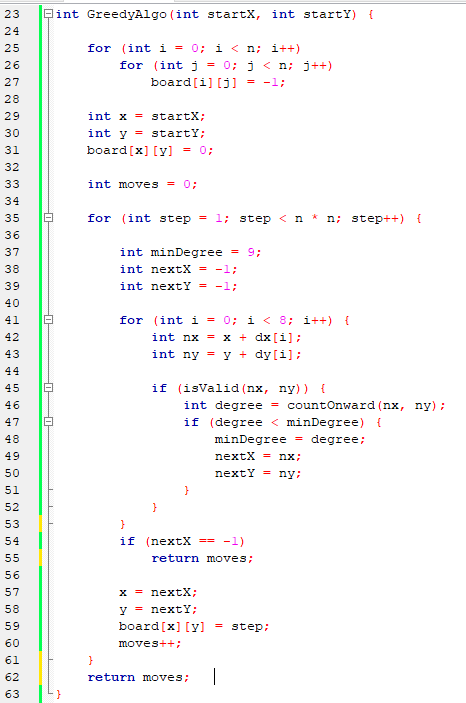 23 int GreedyAlgo(int startX, int startY) {
24
25     for (int i = 0; i < n; i++)
26         for (int j = 0; j < n; j++)
27             board[i][j] = -1;
28
29     int x = startX;
30     int y = startY;
31     board[x][y] = 0;
32
33     int moves = 0;
34
35     for (int step = 1; step < n * n; step++) {
36
37         int minDegree = 9;
38         int nextX = -1;
39         int nextY = -1;
40
41         for (int i = 0; i < 8; i++) {
42             int nx = x + dx[i];
43             int ny = y + dy[i];
44
45             if (isValid(nx, ny)) {
46                 int degree = countOnward(nx, ny);
47                 if (degree < minDegree) {
48                     minDegree = degree;
49                     nextX = nx;
50                     nextY = ny;
51                 }
52             }
53         }
54         if (nextX == -1)
55             return moves;
56
57         x = nextX;
58         y = nextY;
59         board[x][y] = step;
60         moves++;
61     }
62     return moves;
63 }